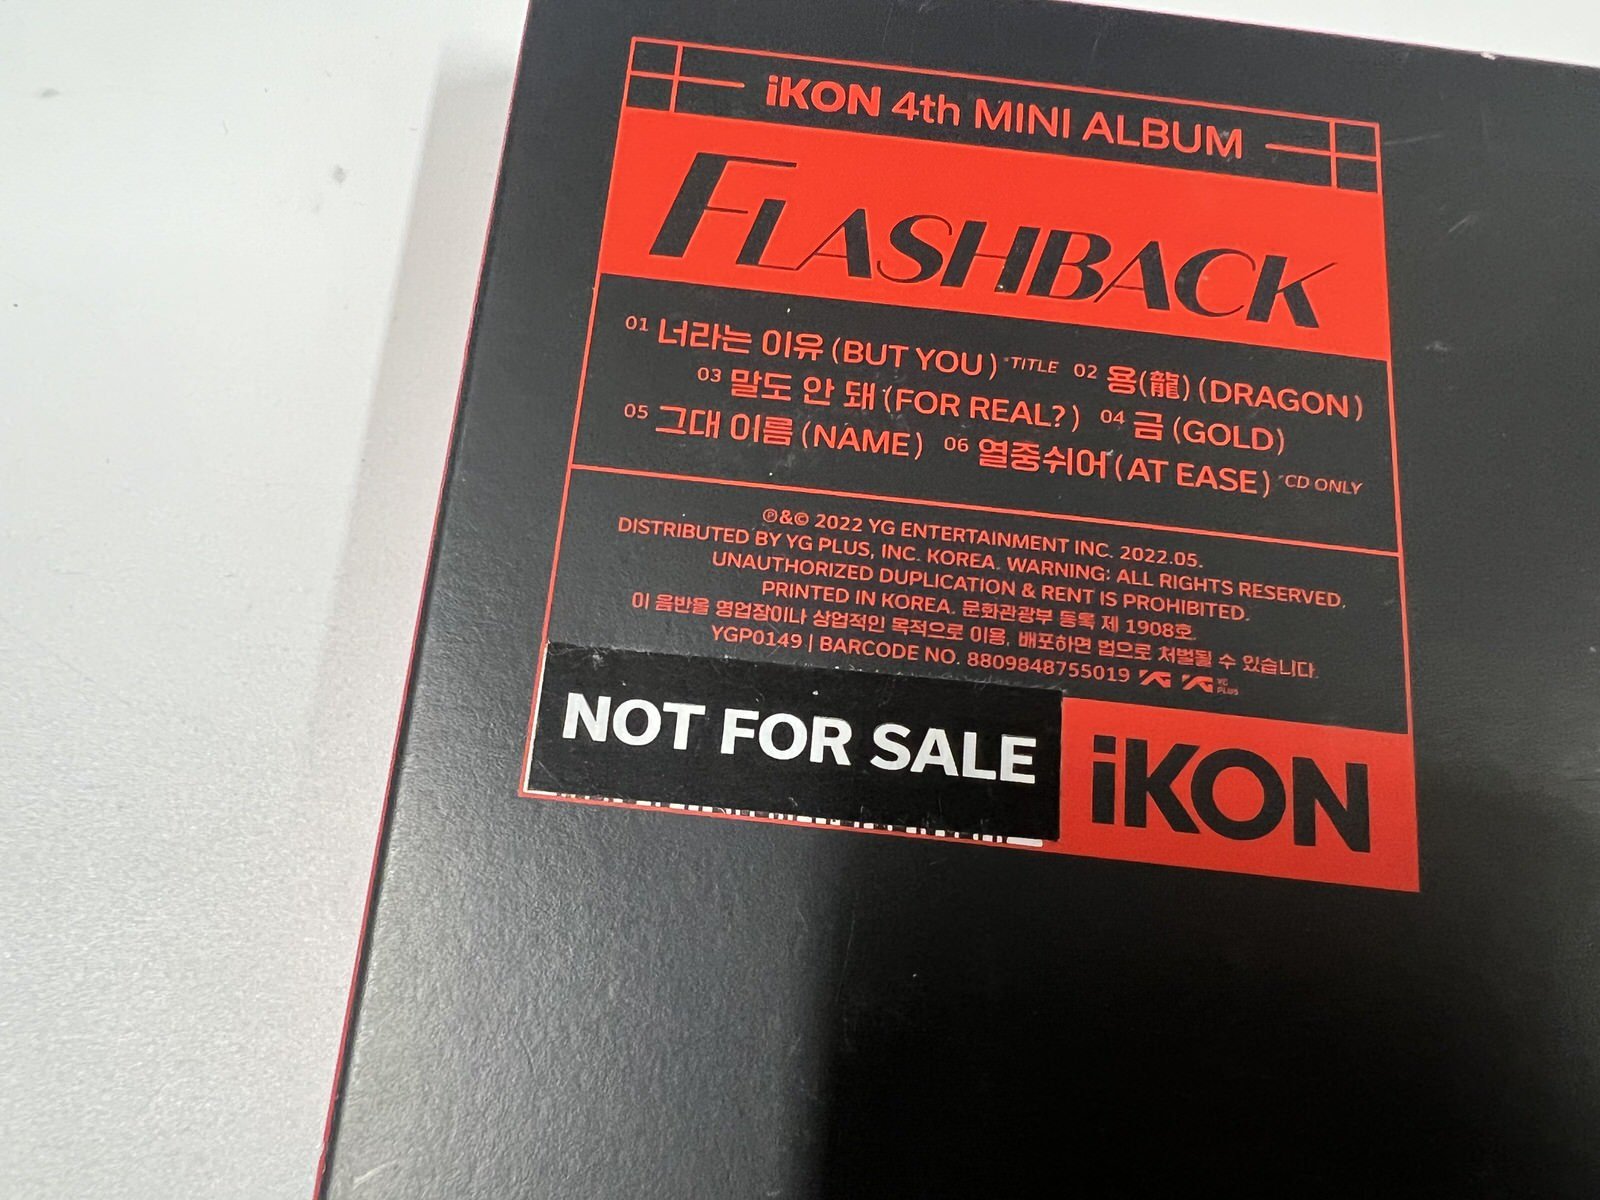 iKON 4th MINI ALBUM
FLASHBACK
01 너라는 이유 (BUT YOU) *TITLE 02 용(龍) (DRAGON)
03 말도 안 돼 (FOR REAL?) 04 금 (GOLD)
05 그대 이름 (NAME) 06 열중쉬어 (AT EASE) *CD ONLY
℗&© 2022 YG ENTERTAINMENT INC. 2022.05.
DISTRIBUTED BY YG PLUS, INC. KOREA. WARNING: ALL RIGHTS RESERVED.
UNAUTHORIZED DUPLICATION & RENT IS PROHIBITED.
PRINTED IN KOREA. 문화관광부 등록 제 1908호.
이 음반을 영업장이나 상업적인 목적으로 이용, 배포하면 법으로 처벌될 수 있습니다.
YGP0149 | BARCODE NO. 8809848755019 YG YG YG PLUS
NOT FOR SALE
iKON